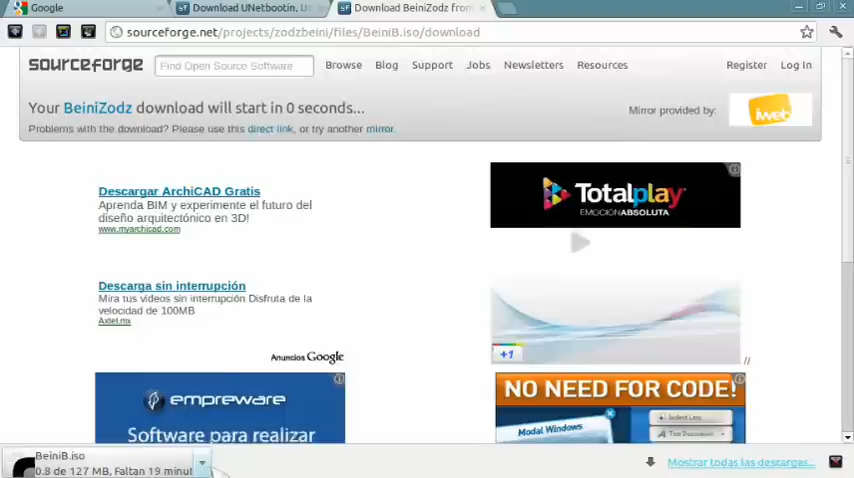 Google
Download UNetbootin, U
Download BeiniZodz from
sourceforge.net/projects/zodzbeini/files/BeiniB.iso/download
sourceforge
Find Open Source Software
Browse Blog Support Jobs Newsletters Resources
Register Log In
Your BeiniZodz download will start in 0 seconds...
Problems with the download? Please use this direct link, or try another mirror.
Mirror provided by:
iweb
Descargar ArchiCAD Gratis
Aprenda BIM y experimente el futuro del
diseño arquitectónico en 3D!
www.myarchicad.com
Totalplay
EMOCIÓNABSOLUTA
Descarga sin interrupción
Mira tus videos sin interrupción Disfruta de la
velocidad de 100MB
Axtel.mx
Anuncios Google
+1
//
empreware
Software para realizar
NO NEED FOR CODE!
Modal Windows
Indent Less
Text Decoration
BeiniB.iso
0.8 de 127 MB, Faltan 19 minut
Mostrar todas las descargas...